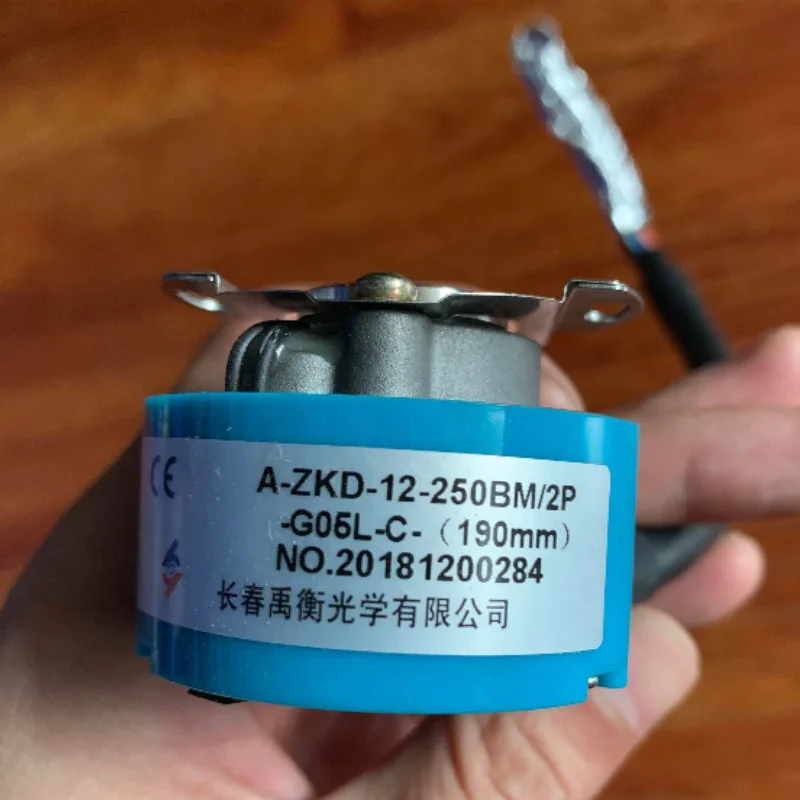 CE
A-ZKD-12-250BM/2P
-G05L-C-（190mm）
NO.20181200284
长春禹衡光学有限公司